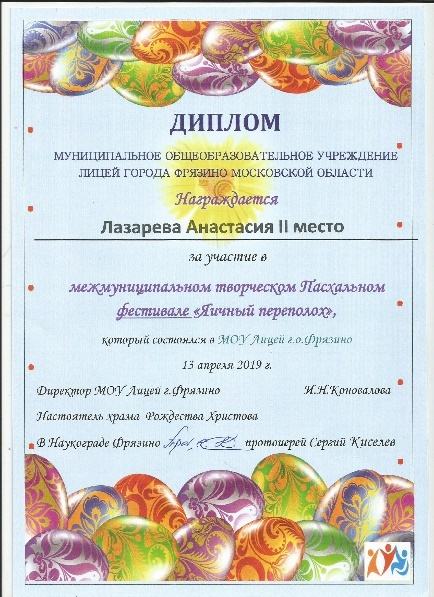 ДИПЛОМ
МУНИЦИПАЛЬНОЕ ОБЩЕОБРАЗОВАТЕЛЬНОЕ УЧРЕЖДЕНИЕ
ЛИЦЕЙ ГОРОДА ФРЯЗИНО МОСКОВСКОЙ ОБЛАСТИ
Награждается
Лазарева Анастасия II место
за участие в
межмуниципальном творческом Пасхальном
фестивале «Яичный переполох»,
который состоялся в МОУ Лицей г.о.Фрязино
13 апреля 2019 г.
Директор МОУ Лицей г.Фрязино И.Н.Коновалова
Настоятель храма Рождества Христова
В Наукограде Фрязино протоиерей Сергий Киселев